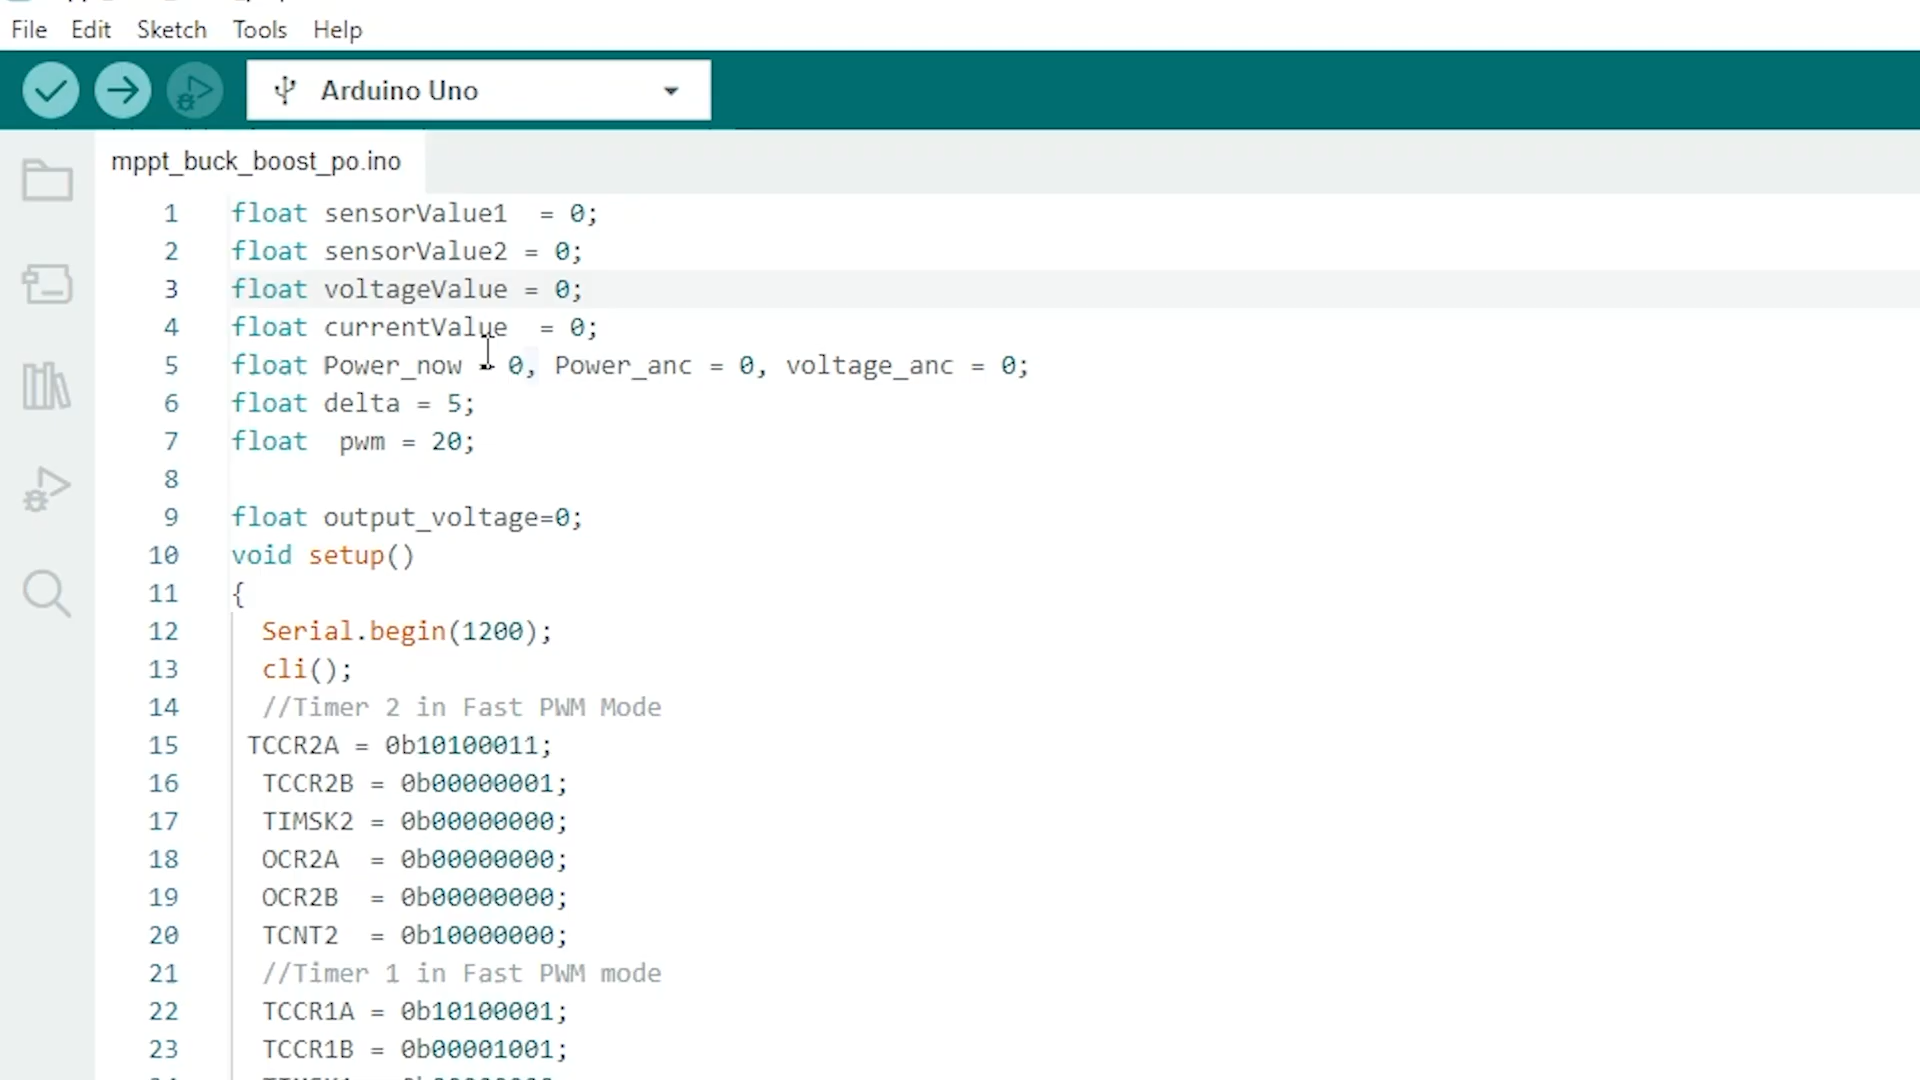 File Edit Sketch Tools Help
Arduino Uno
mppt_buck_boost_po.ino
1 float sensorValue1  = 0;
2 float sensorValue2 = 0;
3 float voltageValue = 0;
4 float currentValue  = 0;
5 float Power_now = 0, Power_anc = 0, voltage_anc = 0;
6 float delta = 5;
7 float  pwm = 20;
8
9 float output_voltage=0;
10 void setup()
11 {
12   Serial.begin(1200);
13   cli();
14   //Timer 2 in Fast PWM Mode
15  TCCR2A = 0b10100011;
16   TCCR2B = 0b00000001;
17   TIMSK2 = 0b00000000;
18   OCR2A  = 0b00000000;
19   OCR2B  = 0b00000000;
20   TCNT2  = 0b10000000;
21   //Timer 1 in Fast PWM mode
22   TCCR1A = 0b10100001;
23   TCCR1B = 0b00001001;